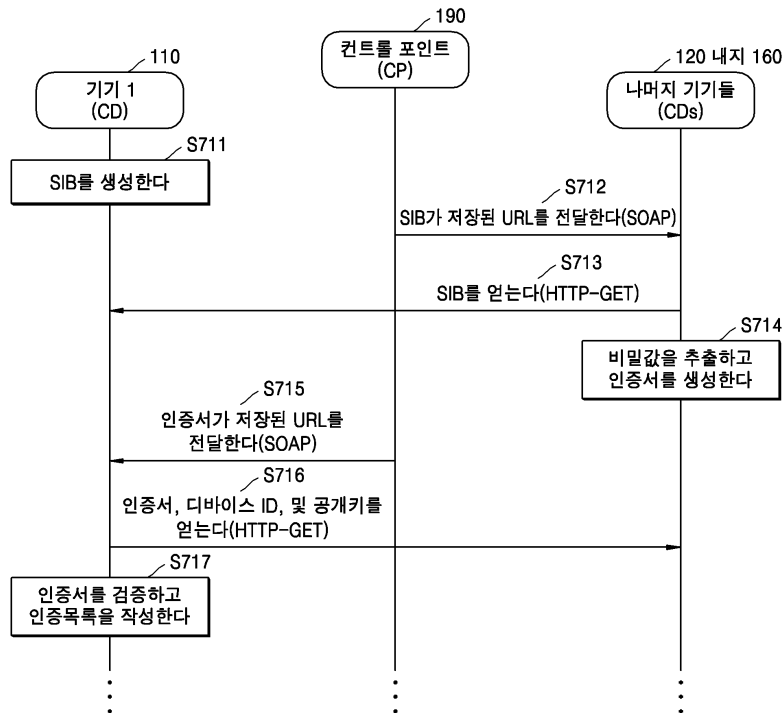 190
컨트롤 포인트
(CP)
110
기기 1
(CD)
120 내지 160
나머지 기기들
(CDs)
S711
SIB를 생성한다
S712
SIB가 저장된 URL를 전달한다(SOAP)
S713
SIB를 얻는다(HTTP-GET)
S714
비밀값을 추출하고
인증서를 생성한다
S715
인증서가 저장된 URL를
전달한다(SOAP)
S716
인증서, 디바이스 ID, 및 공개키를
얻는다(HTTP-GET)
S717
인증서를 검증하고
인증목록을 작성한다